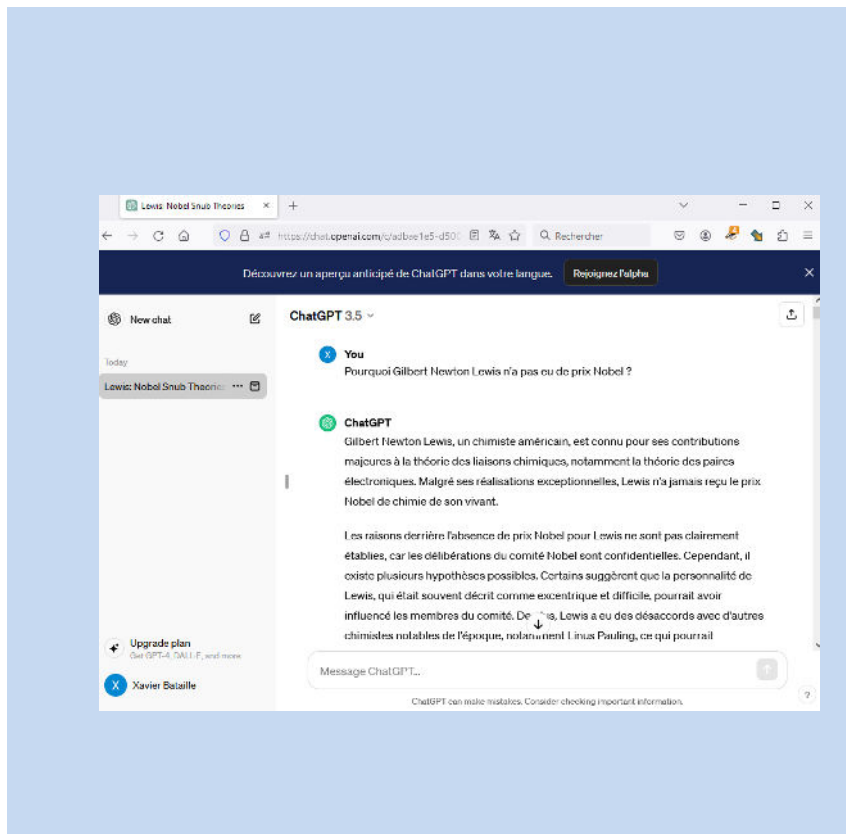 Lewis: Nobel Snub Theories
https://chat.openai.com/c/adbae1e5-d50
Rechercher
Découvrez un aperçu anticipé de ChatGPT dans votre langue. Rejoignez l'alpha
New chat
ChatGPT 3.5
Today
Lewis: Nobel Snub Theories
X You
Pourquoi Gilbert Newton Lewis n'a pas eu de prix Nobel ?
ChatGPT
Gilbert Newton Lewis, un chimiste américain, est connu pour ses contributions
majeures à la théorie des liaisons chimiques, notamment la théorie des paires
électroniques. Malgré ses réalisations exceptionnelles, Lewis n'a jamais reçu le prix
Nobel de chimie de son vivant.
Les raisons derrière l'absence de prix Nobel pour Lewis ne sont pas clairement
établies, car les délibérations du comité Nobel sont confidentielles. Cependant, il
existe plusieurs hypothèses possibles. Certains suggèrent que la personnalité de
Lewis, qui était souvent décrit comme excentrique et difficile, pourrait avoir
influencé les membres du comité. De plus, Lewis a eu des désaccords avec d'autres
chimistes notables de l'époque, notamment Linus Pauling, ce qui pourrait
Upgrade plan
Get GPT-4, DALL·E, and more
X Xavier Bataille
Message ChatGPT...
ChatGPT can make mistakes. Consider checking important information.
?